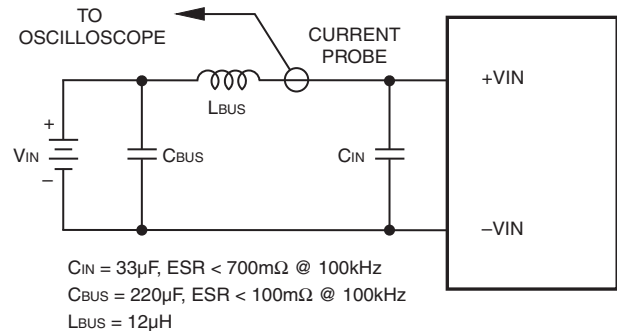 TO
OSCILLOSCOPE
CURRENT
PROBE
+VIN
LBUS
+
VIN
–
CBUS
CIN
–VIN
CIN = 33µF, ESR < 700mΩ @ 100kHz
CBUS = 220µF, ESR < 100mΩ @ 100kHz
LBUS = 12µH